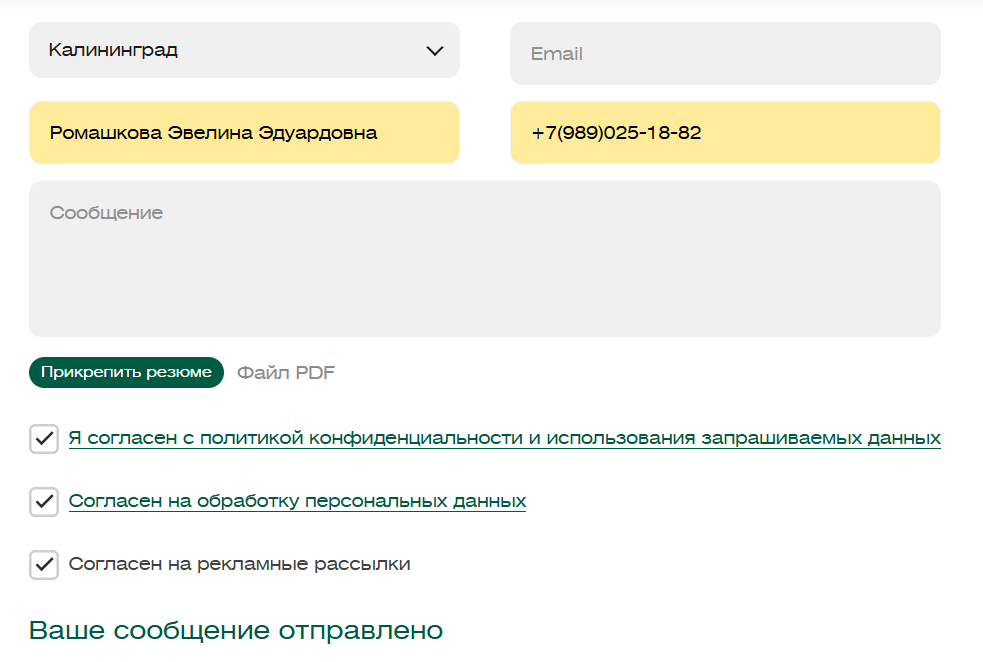 Калининград
Email
Ромашкова Эвелина Эдуардовна
+7(989)025-18-82
Сообщение
Прикрепить резюме Файл PDF
Я согласен с политикой конфиденциальности и использования запрашиваемых данных
Согласен на обработку персональных данных
Согласен на рекламные рассылки
Ваше сообщение отправлено